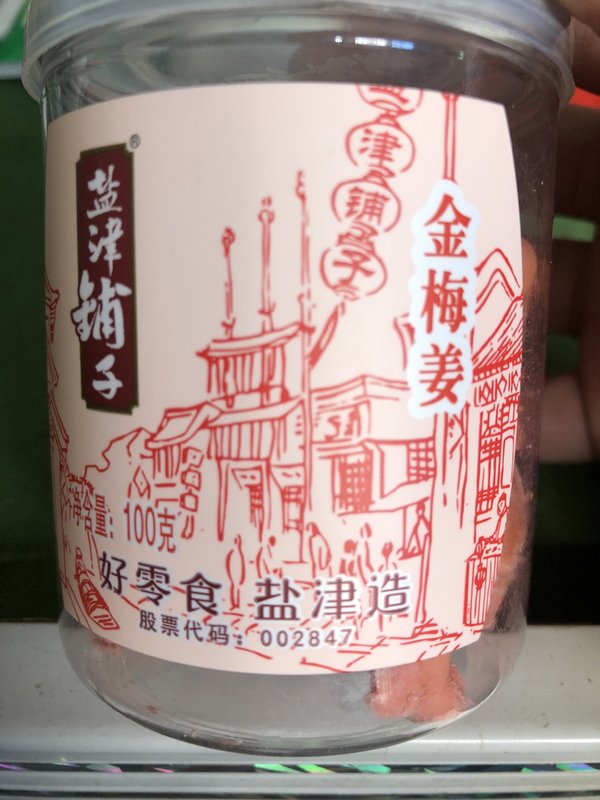 盐津铺子
®
盐津铺子
金梅姜
净含量：100克
好零食 盐津造
股票代码：002847